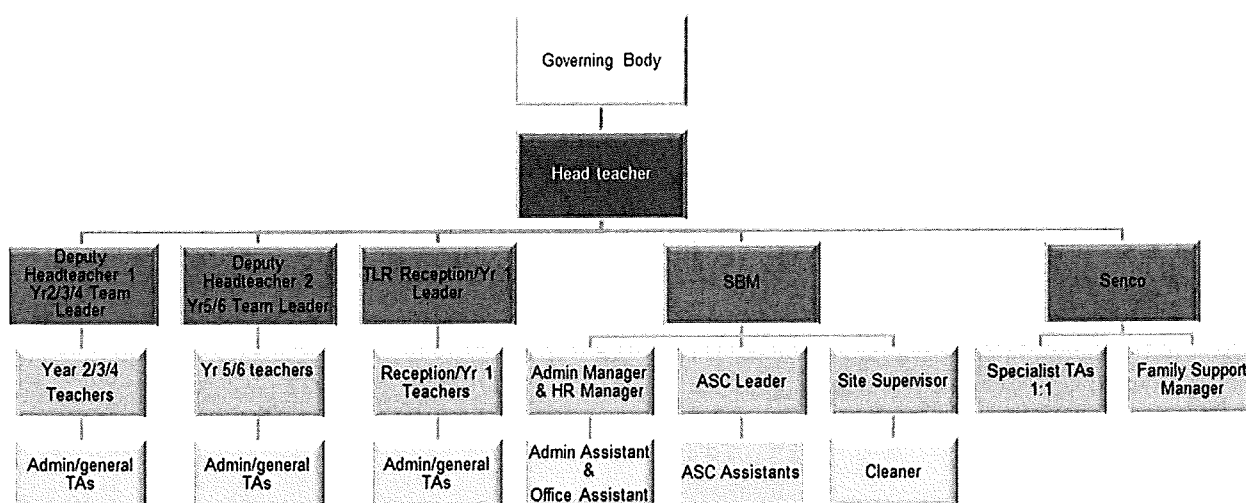 Governing Body
Head teacher
Deputy
Headteacher 1
Yr2/3/4 Team
Leader
Deputy
Headteacher 2
Yr5/6 Team Leader
TLR Reception/Yr 1
Leader
SBM
Senco
Year 2/3/4
Teachers
Yr 5/6 teachers
Reception/Yr 1
Teachers
Admin Manager
& HR Manager
ASC Leader
Site Supervisor
Specialist TAs
1:1
Family Support
Manager
Admin/general
TAs
Admin/general
TAs
Admin/general
TAs
Admin Assistant
&
Office Assistant
ASC Assistants
Cleaner